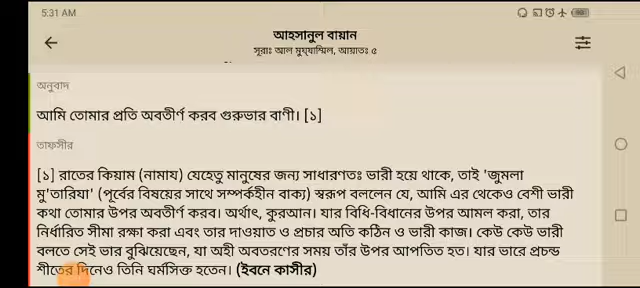 5:31 AM
আহসানুল বায়ান
সূরাঃ আল মুযযাম্মিল, আয়াতঃ ৫
অনুবাদ
আমি তোমার প্রতি অবতীর্ণ করব গুরুভার বাণী। [১]
তাফসীর
[১] রাতের কিয়াম (নামায) যেহেতু মানুষের জন্য সাধারণতঃ ভারী হয়ে থাকে, তাই 'জুমলা
মু'তারিযা' (পূর্বের বিষয়ের সাথে সম্পর্কহীন বাক্য) স্বরূপ বললেন যে, আমি এর থেকেও বেশী ভারী
কথা তোমার উপর অবতীর্ণ করব। অর্থাৎ, কুরআন। যার বিধি-বিধানের উপর আমল করা, তার
নির্ধারিত সীমা রক্ষা করা এবং তার দাওয়াত ও প্রচার অতি কঠিন ও ভারী কাজ। কেউ কেউ ভারী
বলতে সেই ভার বুঝিয়েছেন, যা অহী অবতরণের সময় তাঁর উপর আপতিত হত। যার ভারে প্রচন্ড
শীতের দিনেও তিনি ঘর্মসিক্ত হতেন। (ইবনে কাসীর)